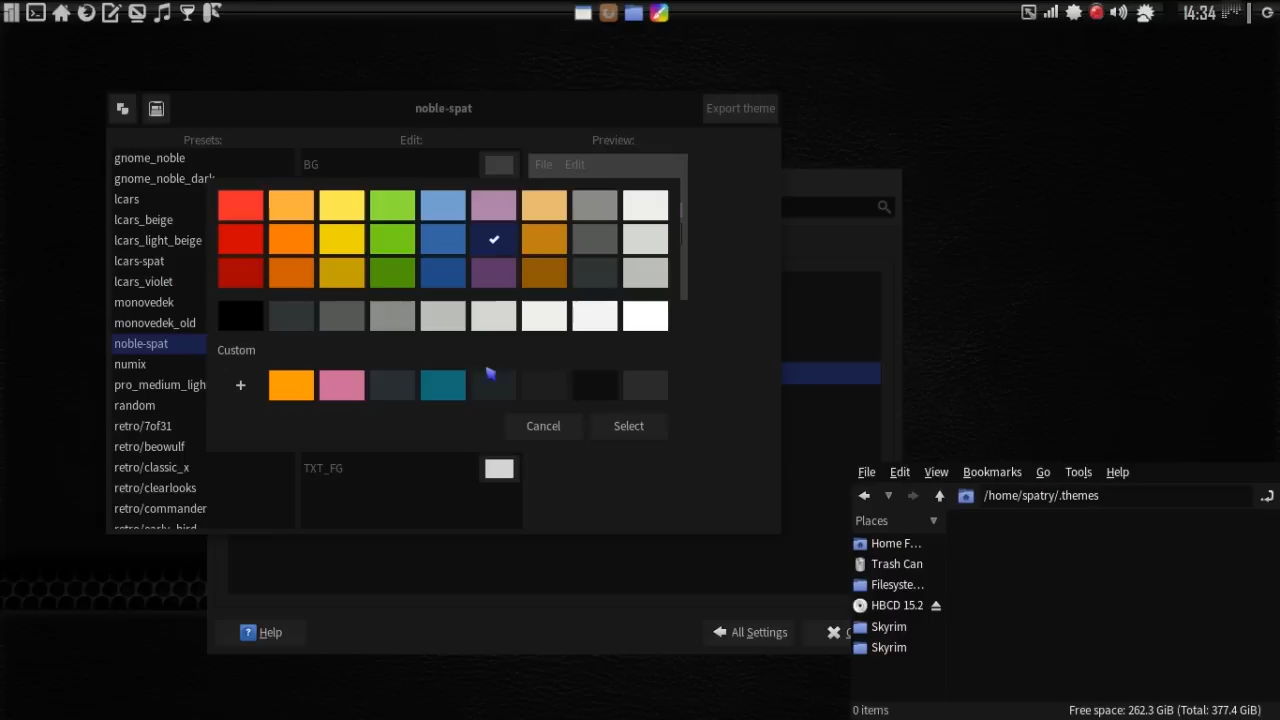 14:34
noble-spat
Export theme
Presets:
Edit:
Preview:
gnome_noble
gnome_noble_dark
lcars
lcars_beige
lcars_light_beige
lcars-spat
lcars_violet
monovedek
monovedek_old
noble-spat
numix
pro_medium_ligh
random
retro/7of31
retro/beowulf
retro/classic_x
retro/clearlooks
retro/commander
retro/early_bird
BG
File Edit
Custom
+
Cancel
Select
TXT_FG
Help
All Settings
File Edit View Bookmarks Go Tools Help
/home/spatry/.themes
Places
Home F...
Trash Can
Filesyste...
HBCD 15.2
Skyrim
Skyrim
0 items
Free space: 262.3 GiB (Total: 377.4 GiB)